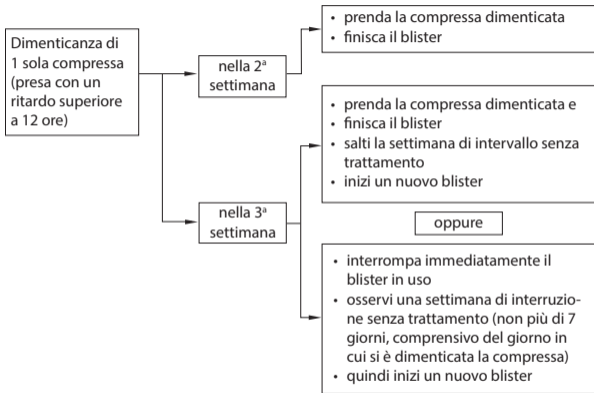 Dimenticanza di
1 sola compressa
(presa con un
ritardo superiore
a 12 ore)
nella 2ª
settimana
• prenda la compressa dimenticata
• finisca il blister
nella 3ª
settimana
• prenda la compressa dimenticata e
• finisca il blister
• salti la settimana di intervallo senza
trattamento
• inizi un nuovo blister
oppure
• interrompa immediatamente il
blister in uso
• osservi una settimana di interruzio-
ne senza trattamento (non più di 7
giorni, comprensivo del giorno in
cui si è dimenticata la compressa)
• quindi inizi un nuovo blister